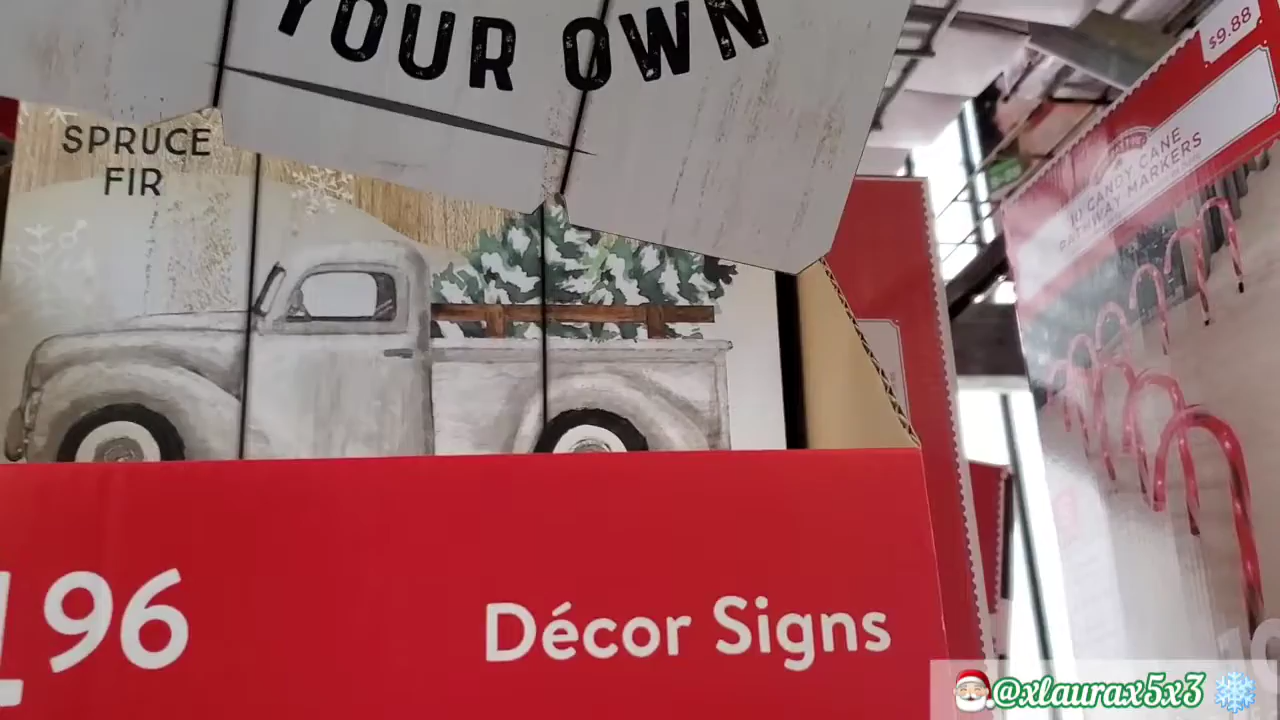 YOUR OWN
SPRUCE
FIR
$9.88
10 CANDY CANE
PATHWAY MARKERS
96
Décor Signs
@xlaurax5x3